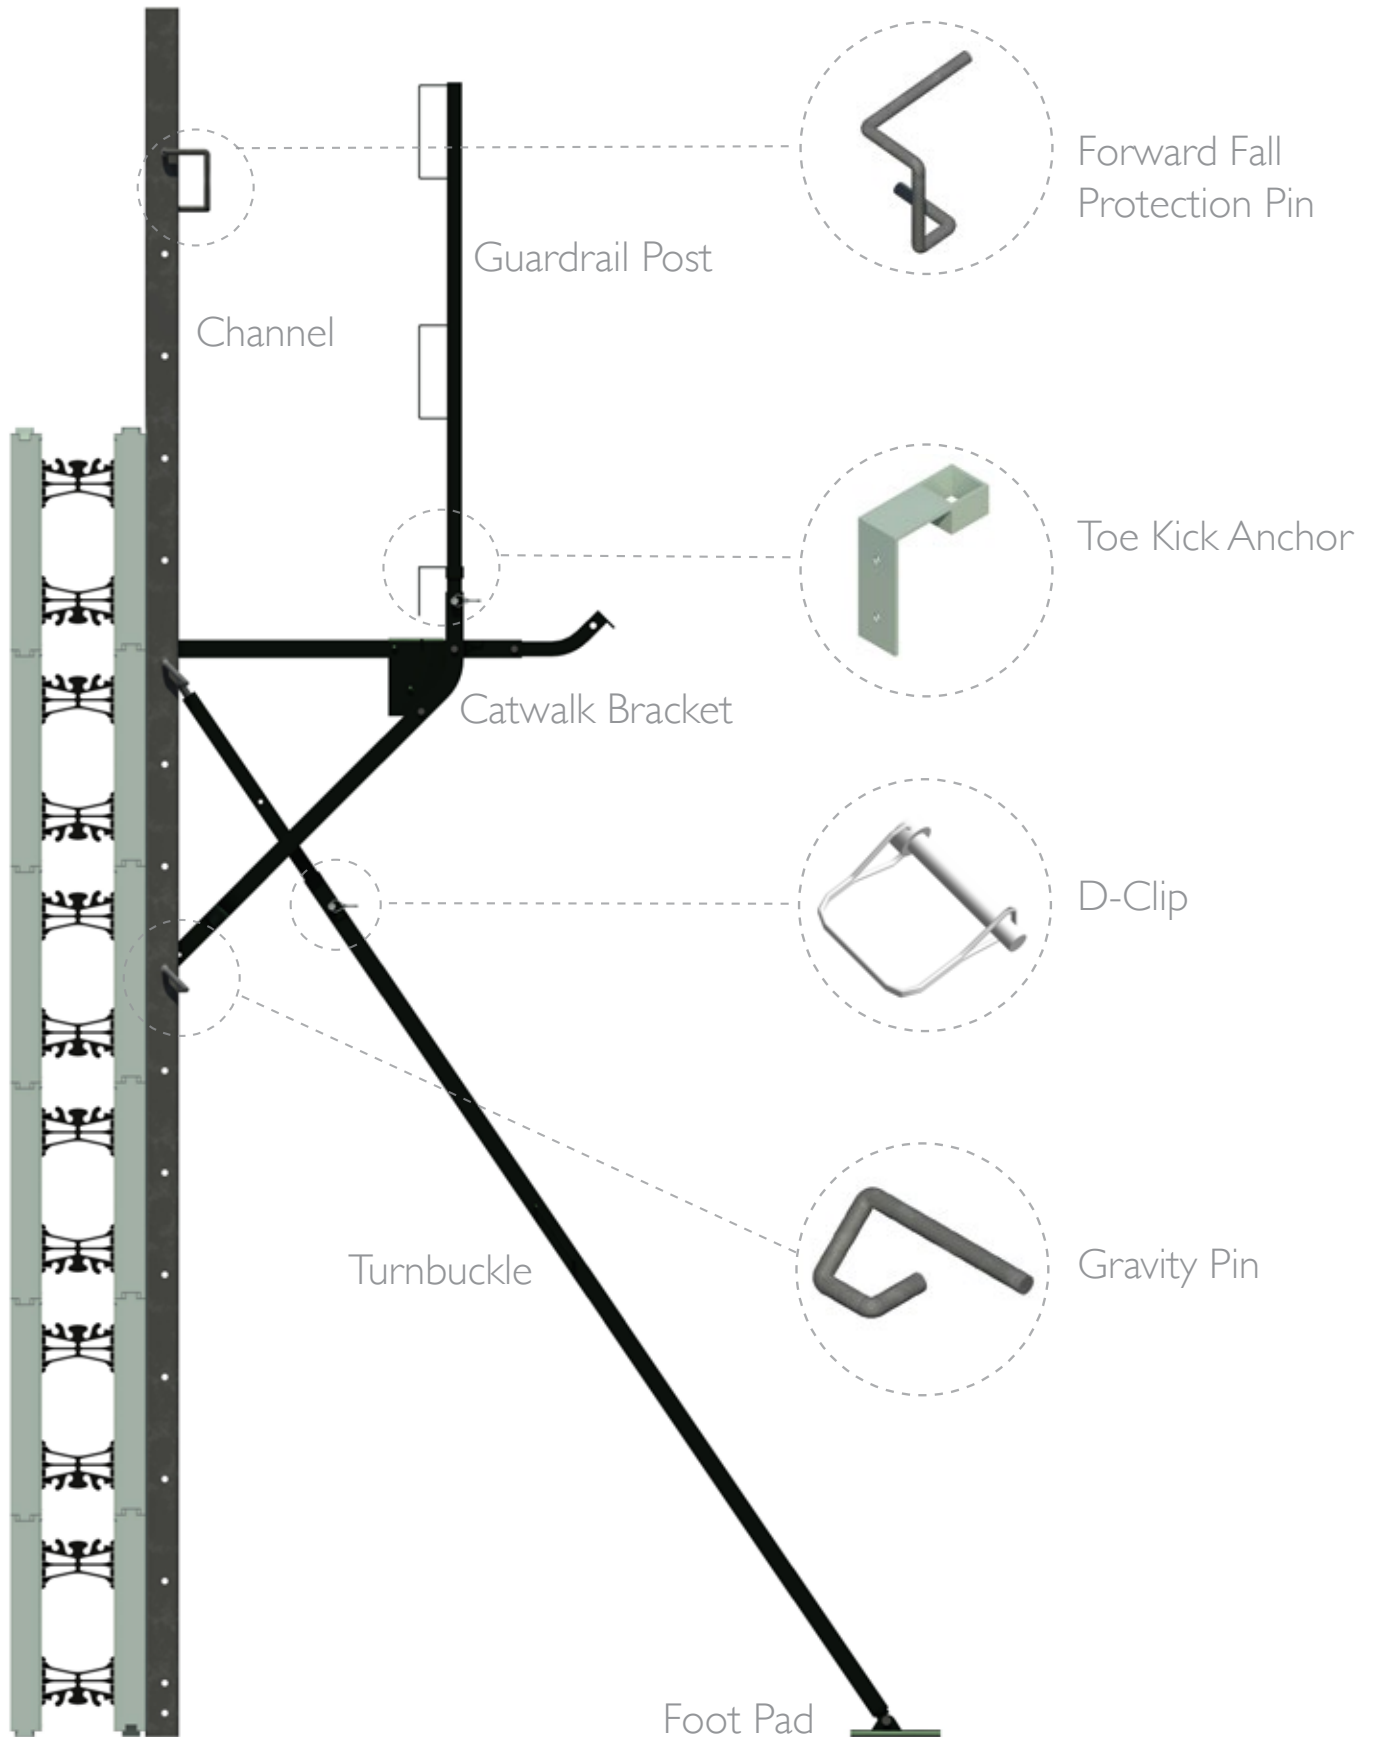 Forward Fall
Protection Pin
Guardrail Post
Channel
Toe Kick Anchor
Catwalk Bracket
D-Clip
Turnbuckle
Gravity Pin
Foot Pad